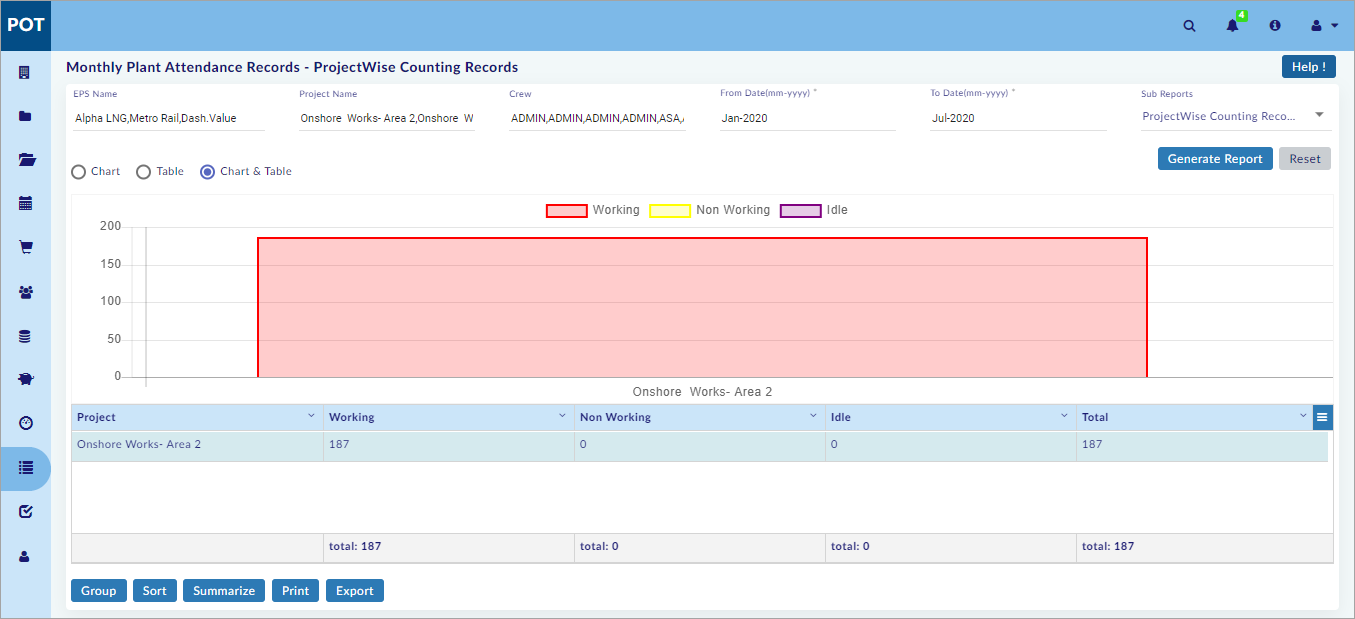 POT
4
Monthly Plant Attendance Records - ProjectWise Counting Records
Help !
EPS Name Project Name Crew From Date(mm-yyyy) * To Date(mm-yyyy) * Sub Reports
Alpha LNG,Metro Rail,Dash.Value Onshore Works- Area 2,Onshore W ADMIN,ADMIN,ADMIN,ADMIN,ASA, Jan-2020 Jul-2020 ProjectWise Counting Reco...
Generate Report Reset
Chart Table Chart & Table
Working Non Working Idle
200
150
100
50
0
Onshore Works- Area 2
Project Working Non Working Idle Total
Onshore Works- Area 2 187 0 0 187
total: 187 total: 0 total: 0 total: 187
Group Sort Summarize Print Export